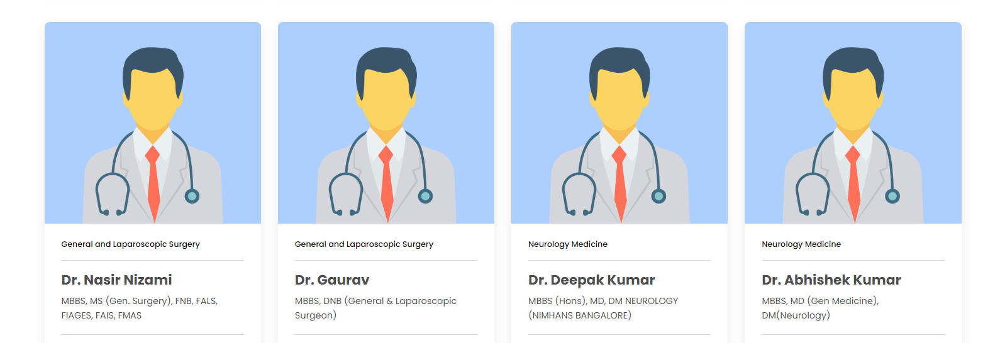 General and Laparoscopic Surgery
Dr. Nasir Nizami
MBBS, MS (Gen. Surgery), FNB, FALS,
FIAGES, FAIS, FMAS
General and Laparoscopic Surgery
Dr. Gaurav
MBBS, DNB (General & Laparoscopic
Surgeon)
Neurology Medicine
Dr. Deepak Kumar
MBBS (Hons), MD, DM NEUROLOGY
(NIMHANS BANGALORE)
Neurology Medicine
Dr. Abhishek Kumar
MBBS, MD (Gen Medicine),
DM(Neurology)